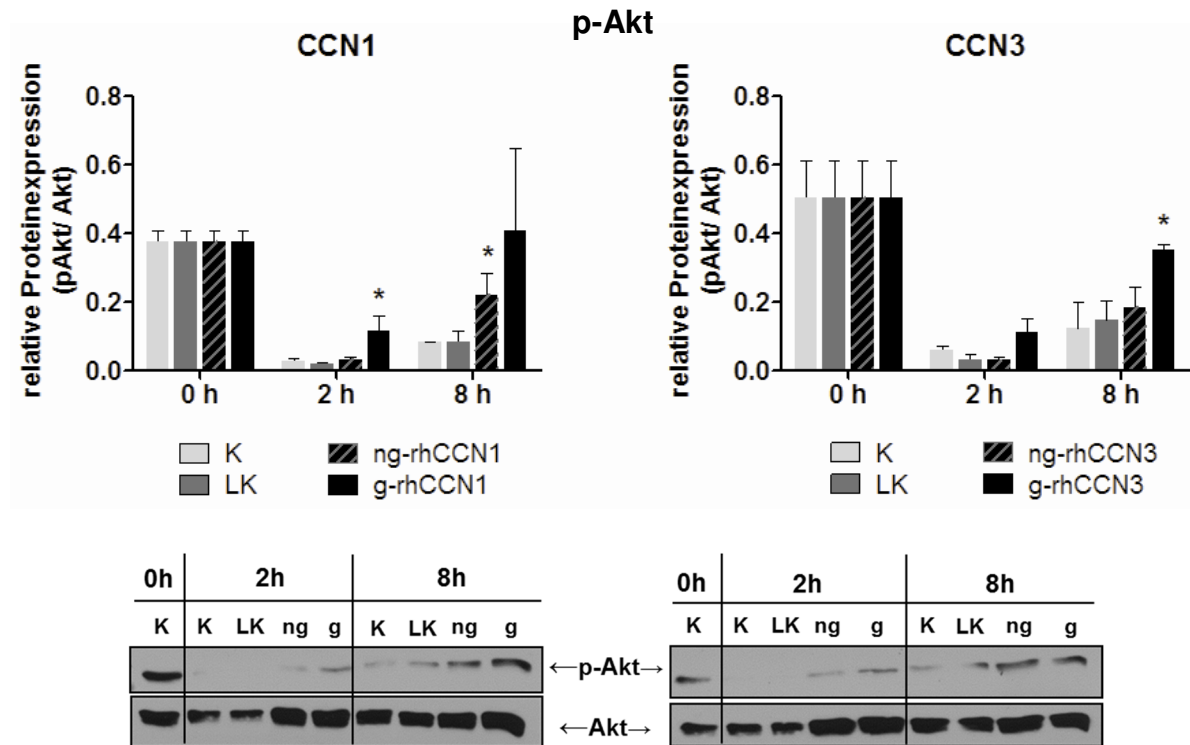 p-Akt
CCN1
relative Proteinexpression
(pAkt/ Akt)
0.8
0.6
0.4
0.2
0.0
*
*
0 h
2 h
8 h
K
LK
ng-rhCCN1
g-rhCCN1
CCN3
relative Proteinexpression
(pAkt/ Akt)
0.8
0.6
0.4
0.2
0.0
*
0 h
2 h
8 h
K
LK
ng-rhCCN3
g-rhCCN3
0h 2h 8h
K K LK ng g K LK ng g
0h 2h 8h
K K LK ng g K LK ng g
←p-Akt→
←Akt→